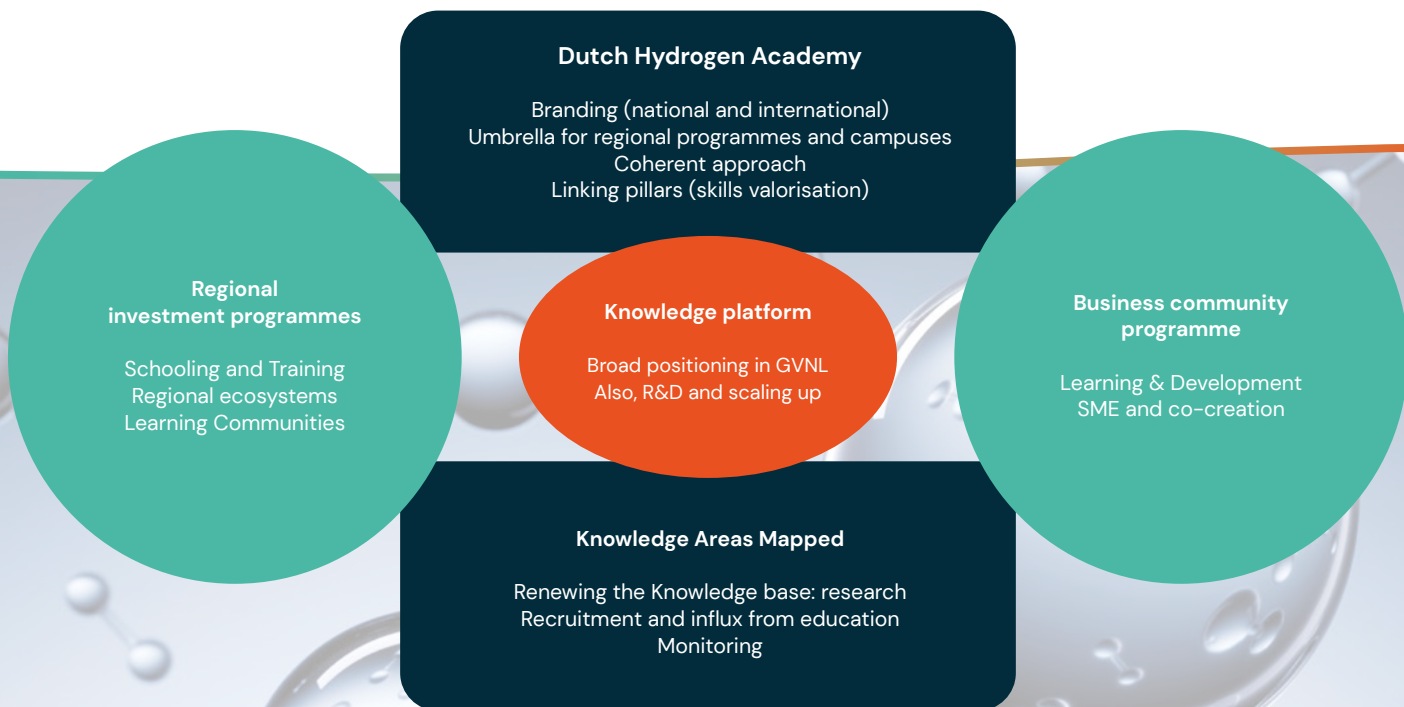 Dutch Hydrogen Academy
Branding (national and international)
Umbrella for regional programmes and campuses
Coherent approach
Linking pillars (skills valorisation)
Regional
investment programmes
Schooling and Training
Regional ecosystems
Learning Communities
Knowledge platform
Broad positioning in GVNL
Also, R&D and scaling up
Business community
programme
Learning & Development
SME and co-creation
Knowledge Areas Mapped
Renewing the Knowledge base: research
Recruitment and influx from education
Monitoring